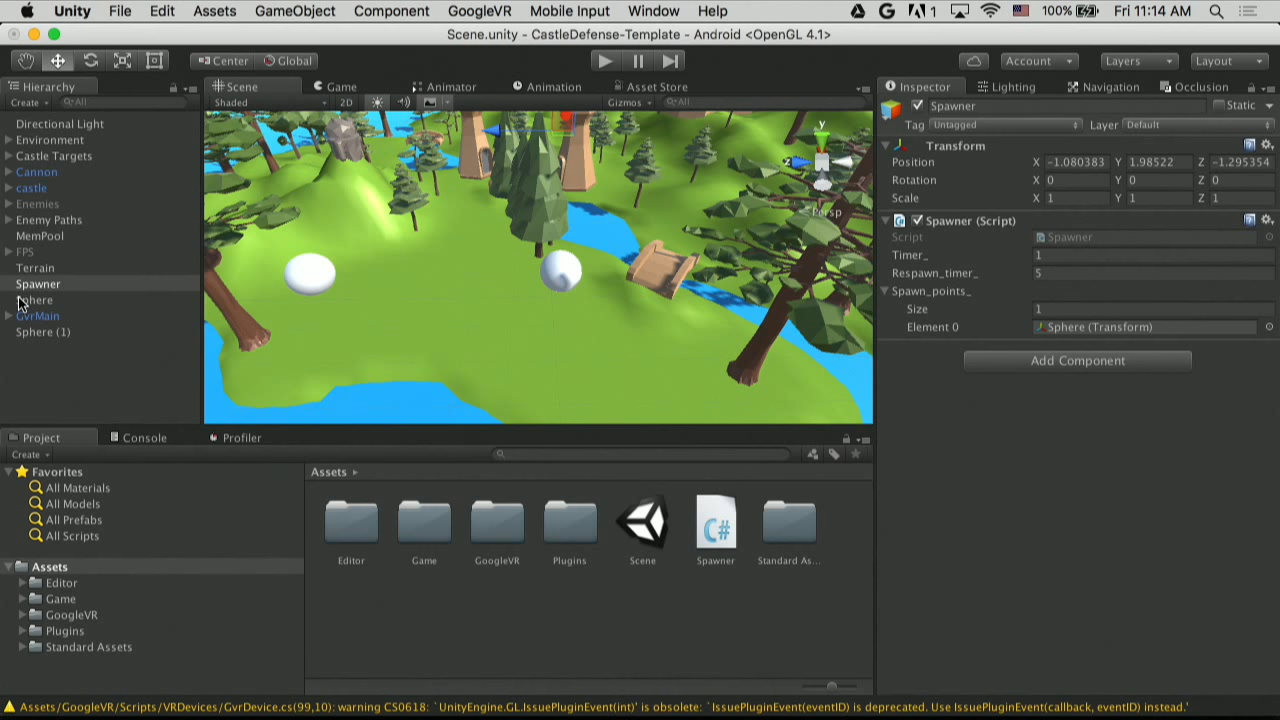 Unity File Edit Assets GameObject Component GoogleVR Mobile Input Window Help 1 100% Fri 11:14 AM
Scene.unity - CastleDefense-Template - Android <OpenGL 4.1>
Center Global Account Layers Layout
Hierarchy
Create All
Directional Light
Environment
Castle Targets
Cannon
castle
Enemies
Enemy Paths
MemPool
FPS
Terrain
Spawner
Sphere
GvrMain
Sphere (1)
Scene Game Animator Animation Asset Store
Shaded 2D Gizmos All
y
z
Persp
Inspector Lighting Navigation Occlusion
Spawner Static
Tag Untagged Layer Default
Transform
Position X -1.080383 Y 1.98522 Z -1.295354
Rotation X 0 Y 0 Z 0
Scale X 1 Y 1 Z 1
Spawner (Script)
Script Spawner
Timer_ 1
Respawn_timer_ 5
Spawn_points_
Size 1
Element 0 Sphere (Transform)
Add Component
Project Console Profiler
Create
Favorites
All Materials
All Models
All Prefabs
All Scripts
Assets
Editor
Game
GoogleVR
Plugins
Standard Assets
Assets
C#
Editor Game GoogleVR Plugins Scene Spawner Standard As...
Assets/GoogleVR/Scripts/VRDevices/GvrDevice.cs(99,10): warning CS0618: `UnityEngine.GL.IssuePluginEvent(int)' is obsolete: `IssuePluginEvent(eventID) is deprecated. Use IssuePluginEvent(callback, eventID) instead.'